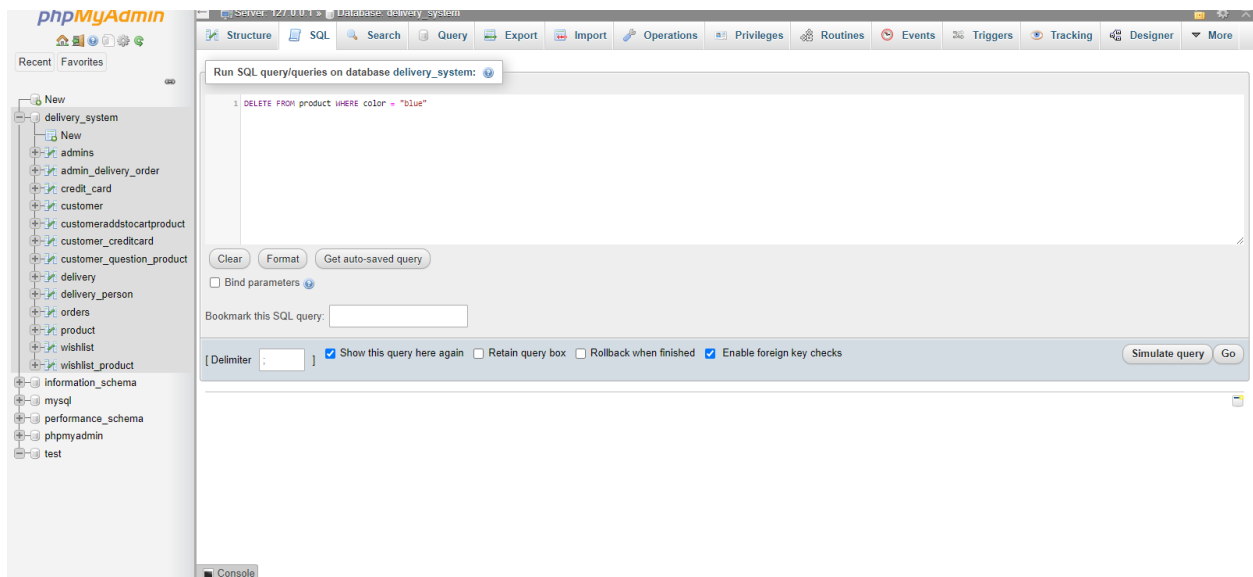 phpMyAdmin
Server: 127.0.0.1 » Database: delivery_system
Structure SQL Search Query Export Import Operations Privileges Routines Events Triggers Tracking Designer More
Recent Favorites
Run SQL query/queries on database delivery_system:
New
delivery_system
New
admins
admin_delivery_order
credit_card
customer
customeraddstocartproduct
customer_creditcard
customer_question_product
delivery
delivery_person
orders
product
wishlist
wishlist_product
information_schema
mysql
performance_schema
phpmyadmin
test
1 DELETE FROM product WHERE color = "blue"
Clear Format Get auto-saved query
Bind parameters
Bookmark this SQL query:
[ Delimiter ; ] Show this query here again Retain query box Rollback when finished Enable foreign key checks Simulate query Go
Console